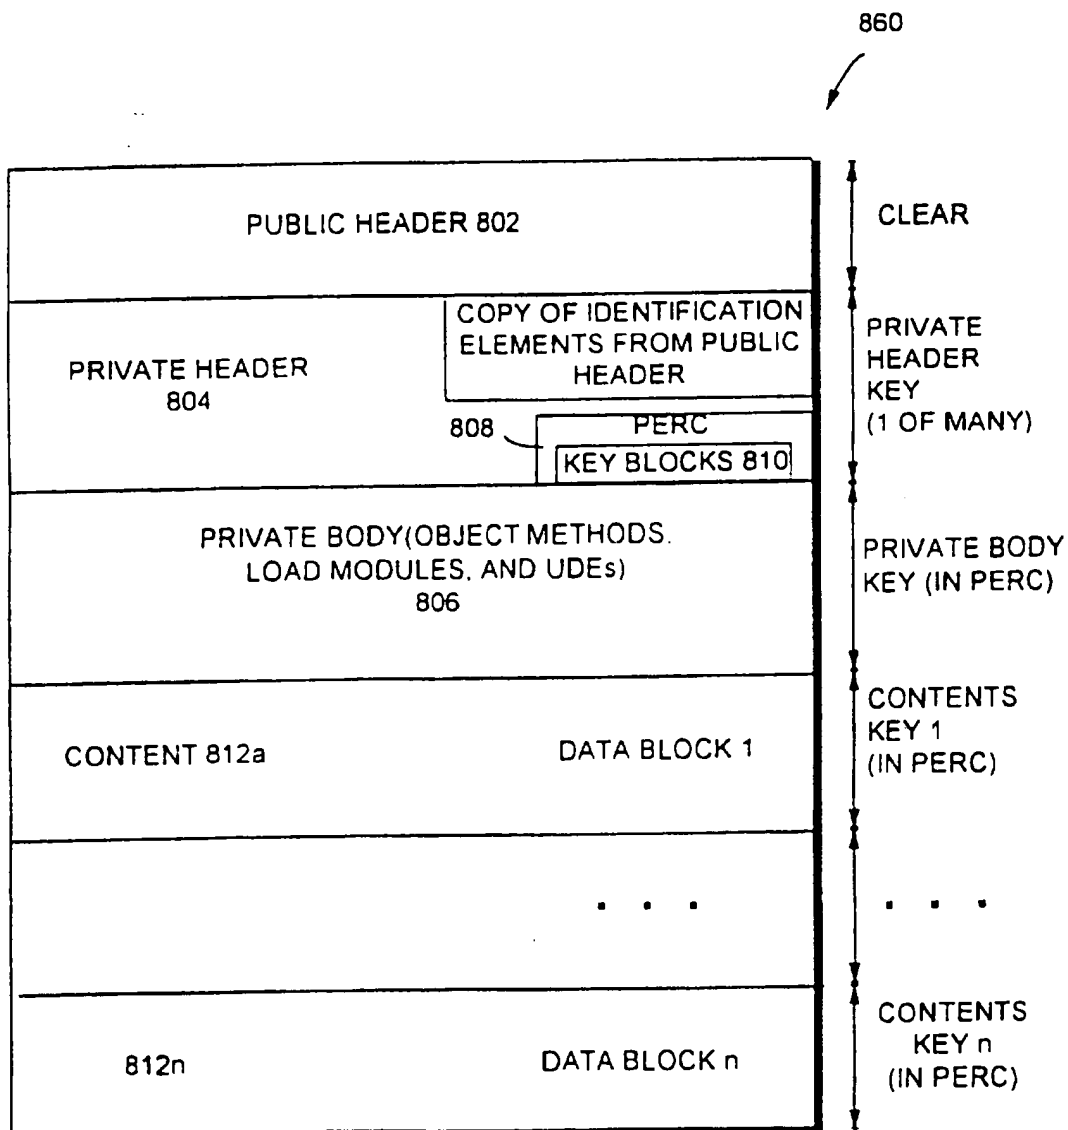 860
PUBLIC HEADER 802
CLEAR
COPY OF IDENTIFICATION
ELEMENTS FROM PUBLIC
HEADER
PRIVATE HEADER
804
808
PERC
KEY BLOCKS 810
PRIVATE
HEADER
KEY
(1 OF MANY)
PRIVATE BODY(OBJECT METHODS.
LOAD MODULES, AND UDEs)
806
PRIVATE BODY
KEY (IN PERC)
CONTENT 812a
DATA BLOCK 1
CONTENTS
KEY 1
(IN PERC)
. . .
. . .
812n
DATA BLOCK n
CONTENTS
KEY n
(IN PERC)